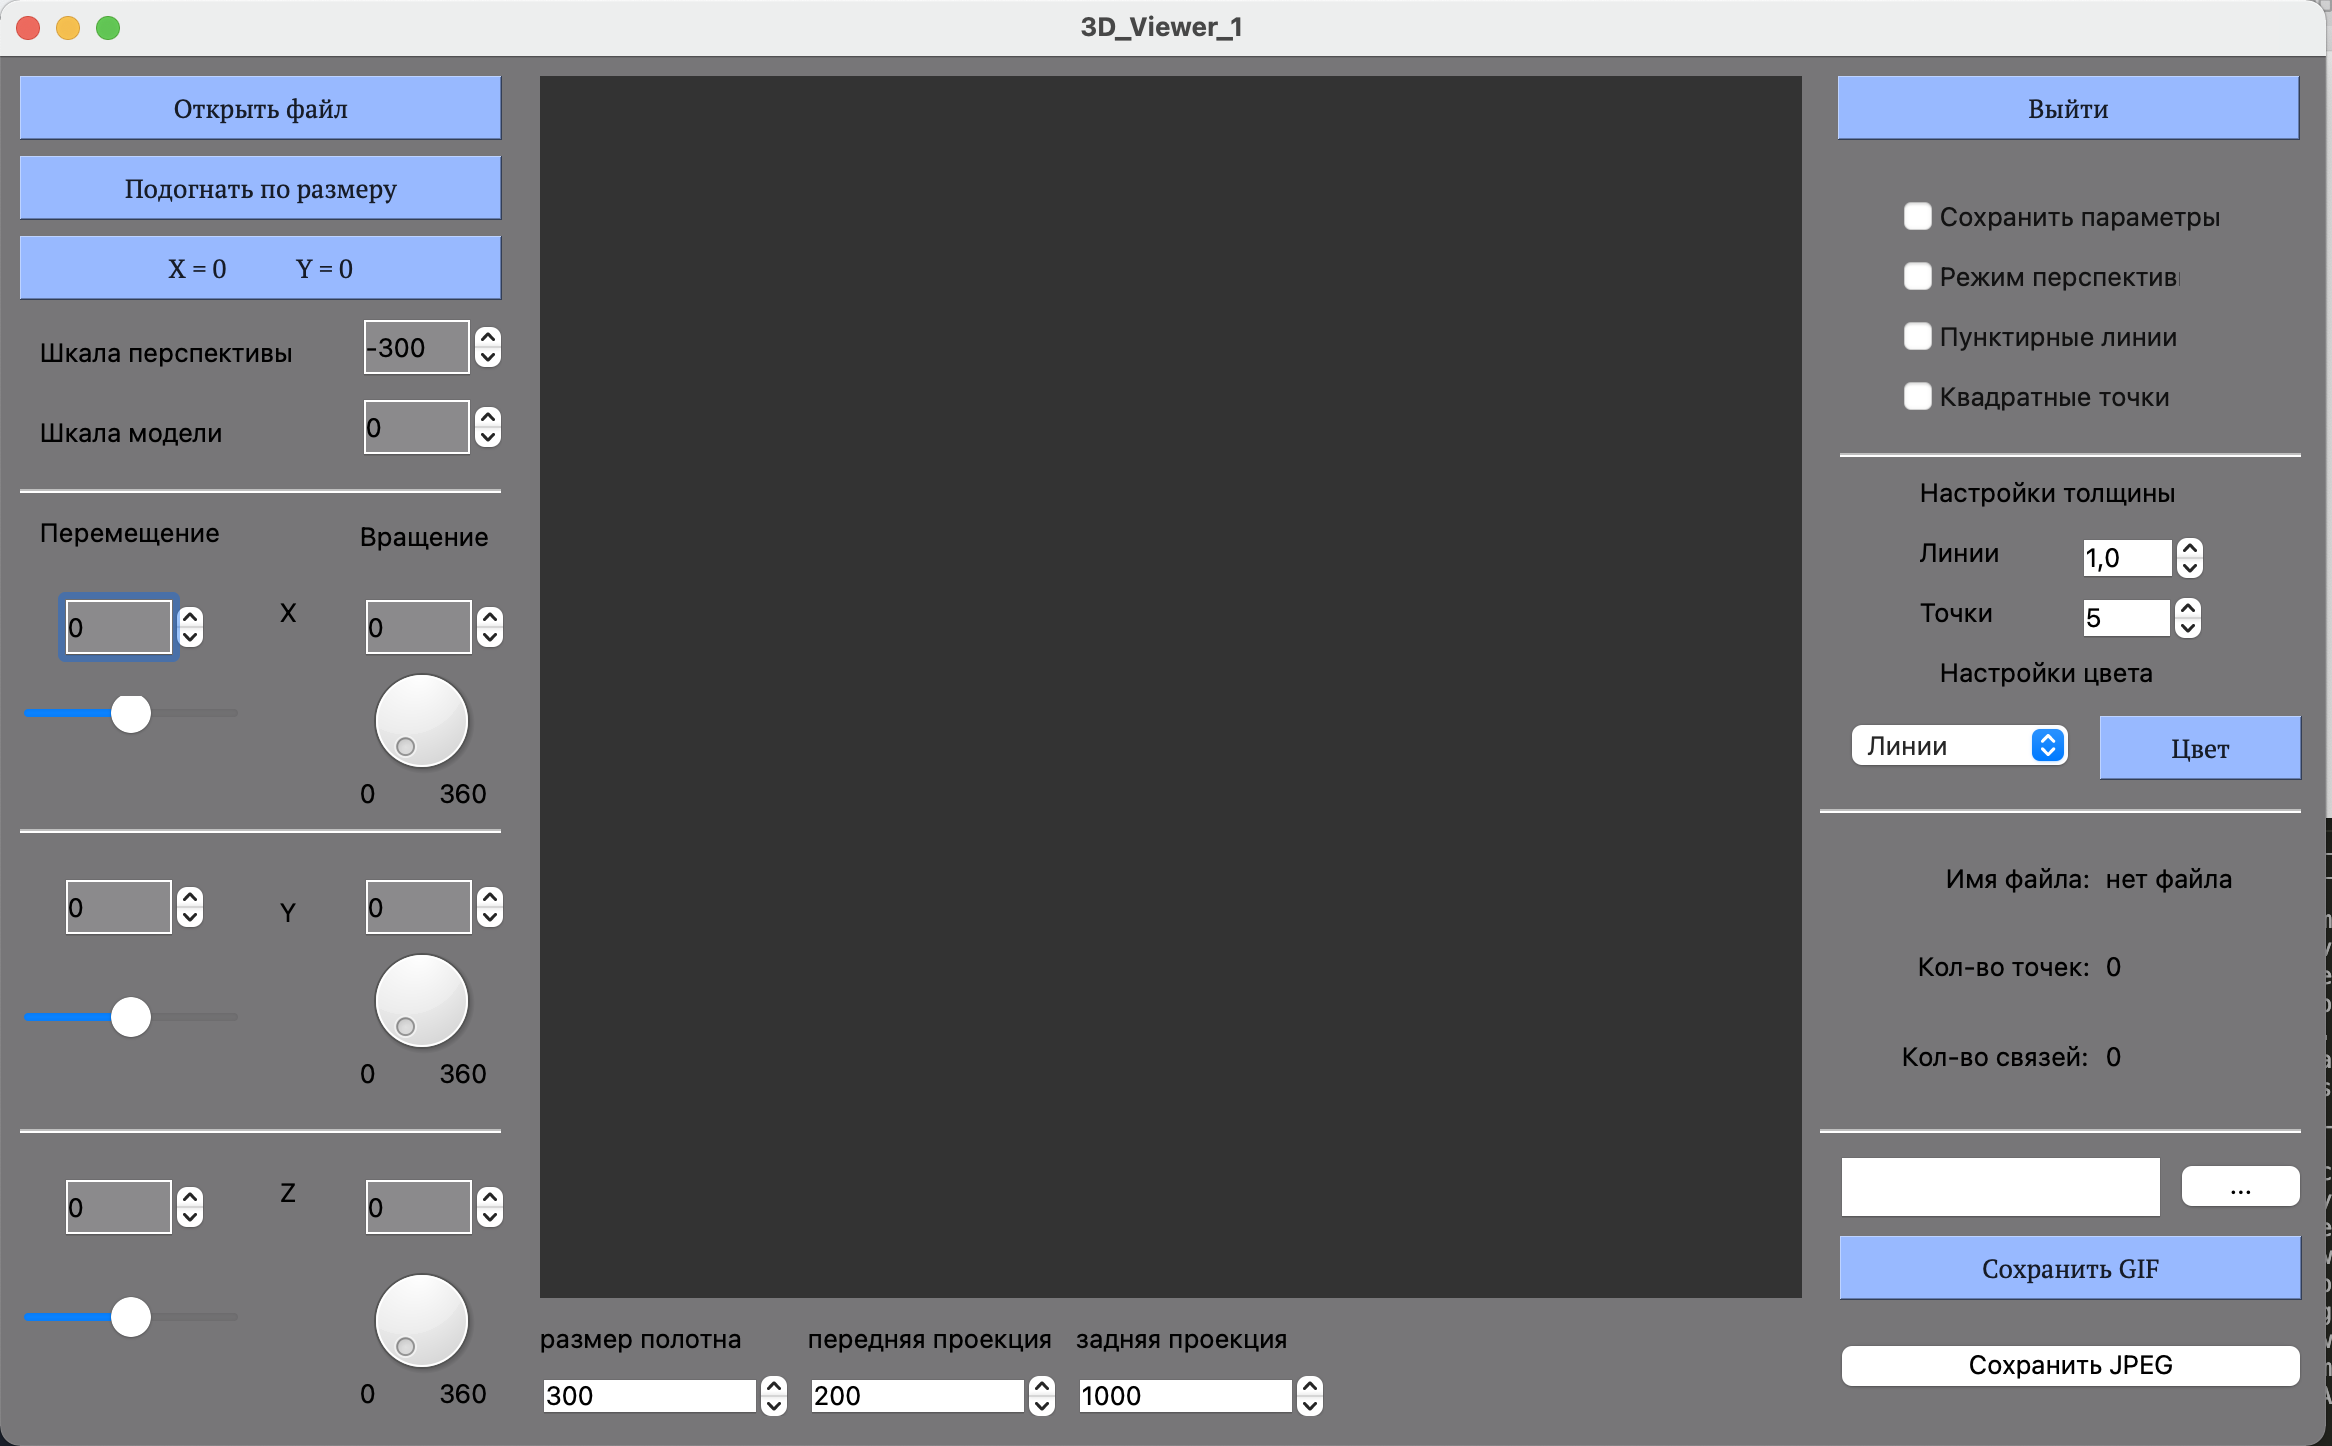 3D_Viewer_1
Открыть файл
Подогнать по размеру
X = 0 Y = 0
Шкала перспективы -300
Шкала модели 0
Перемещение Вращение
0 X 0
0 360
0 Y 0
0 360
0 Z 0
0 360
размер полотна передняя проекция задняя проекция
300 200 1000
Выйти
Сохранить параметры
Режим перспектив
Пунктирные линии
Квадратные точки
Настройки толщины
Линии 1,0
Точки 5
Настройки цвета
Линии Цвет
Имя файла: нет файла
Кол-во точек: 0
Кол-во связей: 0
...
Сохранить GIF
Сохранить JPEG